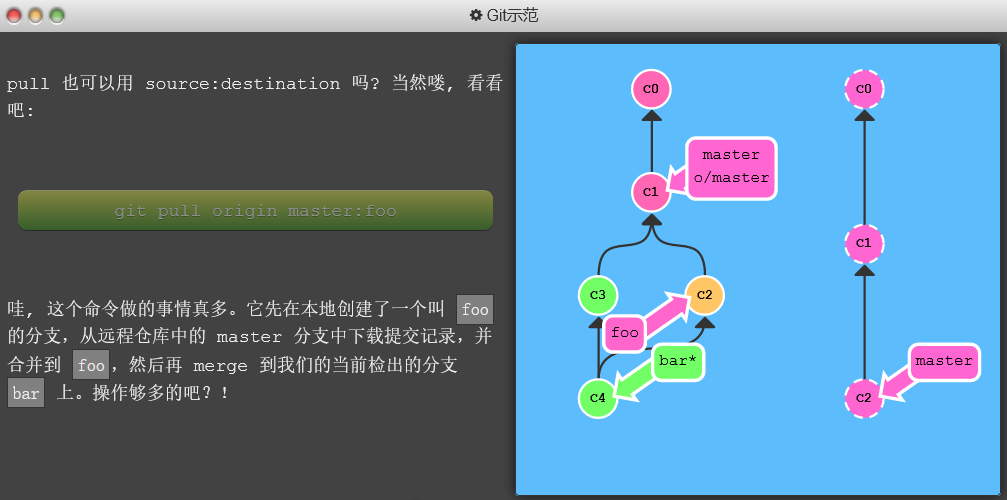 Git示范
pull 也可以用 source:destination 吗? 当然喽, 看看
吧:
git pull origin master:foo
哇, 这个命令做的事情真多。它先在本地创建了一个叫 foo
的分支, 从远程仓库中的 master 分支中下载提交记录, 并
合并到 foo, 然后再 merge 到我们的当前检出的分支
bar 上。操作够多的吧?!
c0
c0
master
o/master
c1
c1
c3
c2
foo
bar*
master
c4
c2